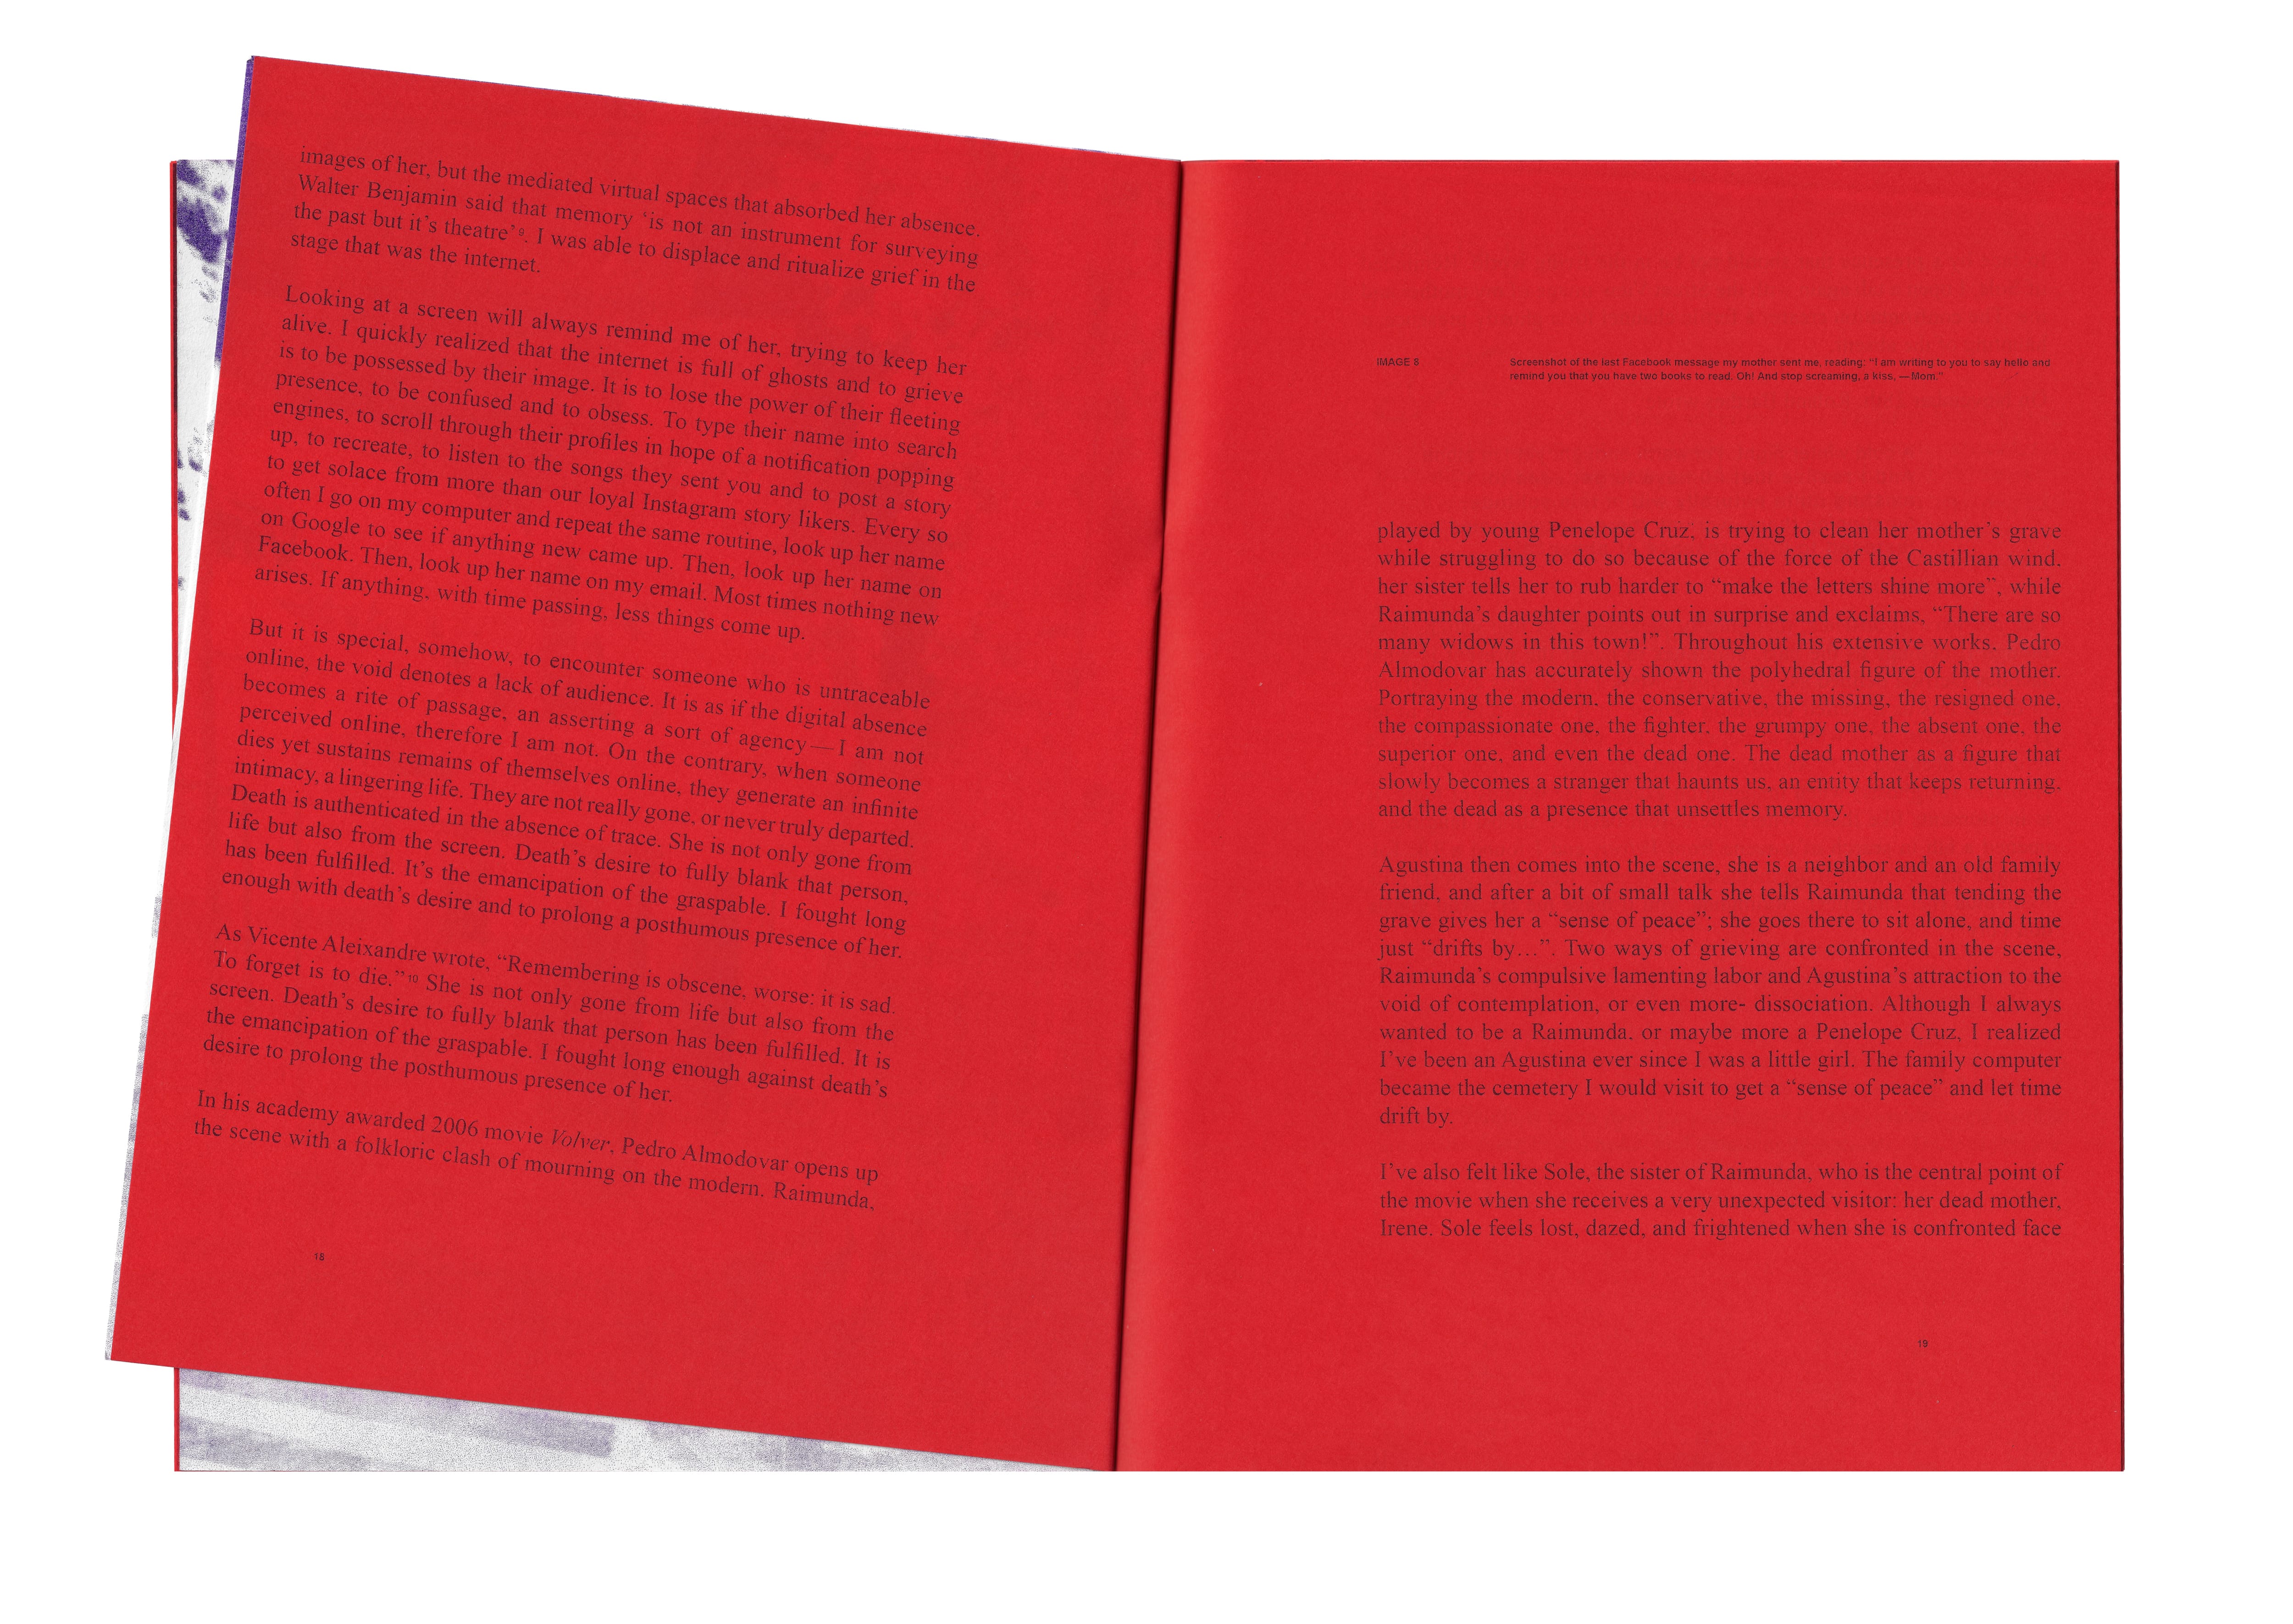 images of her, but the mediated virtual spaces that absorbed her absence.
Walter Benjamin said that memory ‘is not an instrument for surveying
the past but it’s theatre’⁹. I was able to displace and ritualize grief in the
stage that was the internet.
Looking at a screen will always remind me of her, trying to keep her
alive. I quickly realized that the internet is full of ghosts and to grieve
is to be possessed by their image. It is to lose the power of their fleeting
presence, to be confused and to obsess. To type their name into search
engines, to scroll through their profiles in hope of a notification popping
up, to recreate, to listen to the songs they sent you and to post a story
to get solace from more than our loyal Instagram story likers. Every so
often I go on my computer and repeat the same routine, look up her name
on Google to see if anything new came up. Then, look up her name on
Facebook. Then, look up her name on my email. Most times nothing new
arises. If anything, with time passing, less things come up.
But it is special, somehow, to encounter someone who is untraceable
online, the void denotes a lack of audience. It is as if the digital absence
becomes a rite of passage, an asserting a sort of agency—I am not
perceived online, therefore I am not. On the contrary, when someone
dies yet sustains remains of themselves online, they generate an infinite
intimacy, a lingering life. They are not really gone, or never truly departed.
Death is authenticated in the absence of trace. She is not only gone from
life but also from the screen. Death’s desire to fully blank that person,
has been fulfilled. It’s the emancipation of the graspable. I fought long
enough with death’s desire and to prolong a posthumous presence of her.
As Vicente Aleixandre wrote, “Remembering is obscene, worse: it is sad.
To forget is to die.”¹⁰ She is not only gone from life but also from the
screen. Death’s desire to fully blank that person has been fulfilled. It is
the emancipation of the graspable. I fought long enough against death’s
desire to prolong the posthumous presence of her.
In his academy awarded 2006 movie Volver, Pedro Almodovar opens up
the scene with a folkloric clash of mourning on the modern. Raimunda,
18
IMAGE 8
Screenshot of the last Facebook message my mother sent me, reading: “I am writing to you to say hello and
remind you that you have two books to read. Oh! And stop screaming, a kiss, —Mom.”
played by young Penelope Cruz, is trying to clean her mother’s grave
while struggling to do so because of the force of the Castillian wind.
her sister tells her to rub harder to “make the letters shine more”, while
Raimunda’s daughter points out in surprise and exclaims, “There are so
many widows in this town!”. Throughout his extensive works, Pedro
Almodovar has accurately shown the polyhedral figure of the mother.
Portraying the modern, the conservative, the missing, the resigned one,
the compassionate one, the fighter, the grumpy one, the absent one, the
superior one, and even the dead one. The dead mother as a figure that
slowly becomes a stranger that haunts us, an entity that keeps returning,
and the dead as a presence that unsettles memory.
Agustina then comes into the scene, she is a neighbor and an old family
friend, and after a bit of small talk she tells Raimunda that tending the
grave gives her a “sense of peace”; she goes there to sit alone, and time
just “drifts by…”. Two ways of grieving are confronted in the scene,
Raimunda’s compulsive lamenting labor and Agustina’s attraction to the
void of contemplation, or even more- dissociation. Although I always
wanted to be a Raimunda, or maybe more a Penelope Cruz, I realized
I’ve been an Agustina ever since I was a little girl. The family computer
became the cemetery I would visit to get a “sense of peace” and let time
drift by.
I’ve also felt like Sole, the sister of Raimunda, who is the central point of
the movie when she receives a very unexpected visitor: her dead mother,
Irene. Sole feels lost, dazed, and frightened when she is confronted face
19